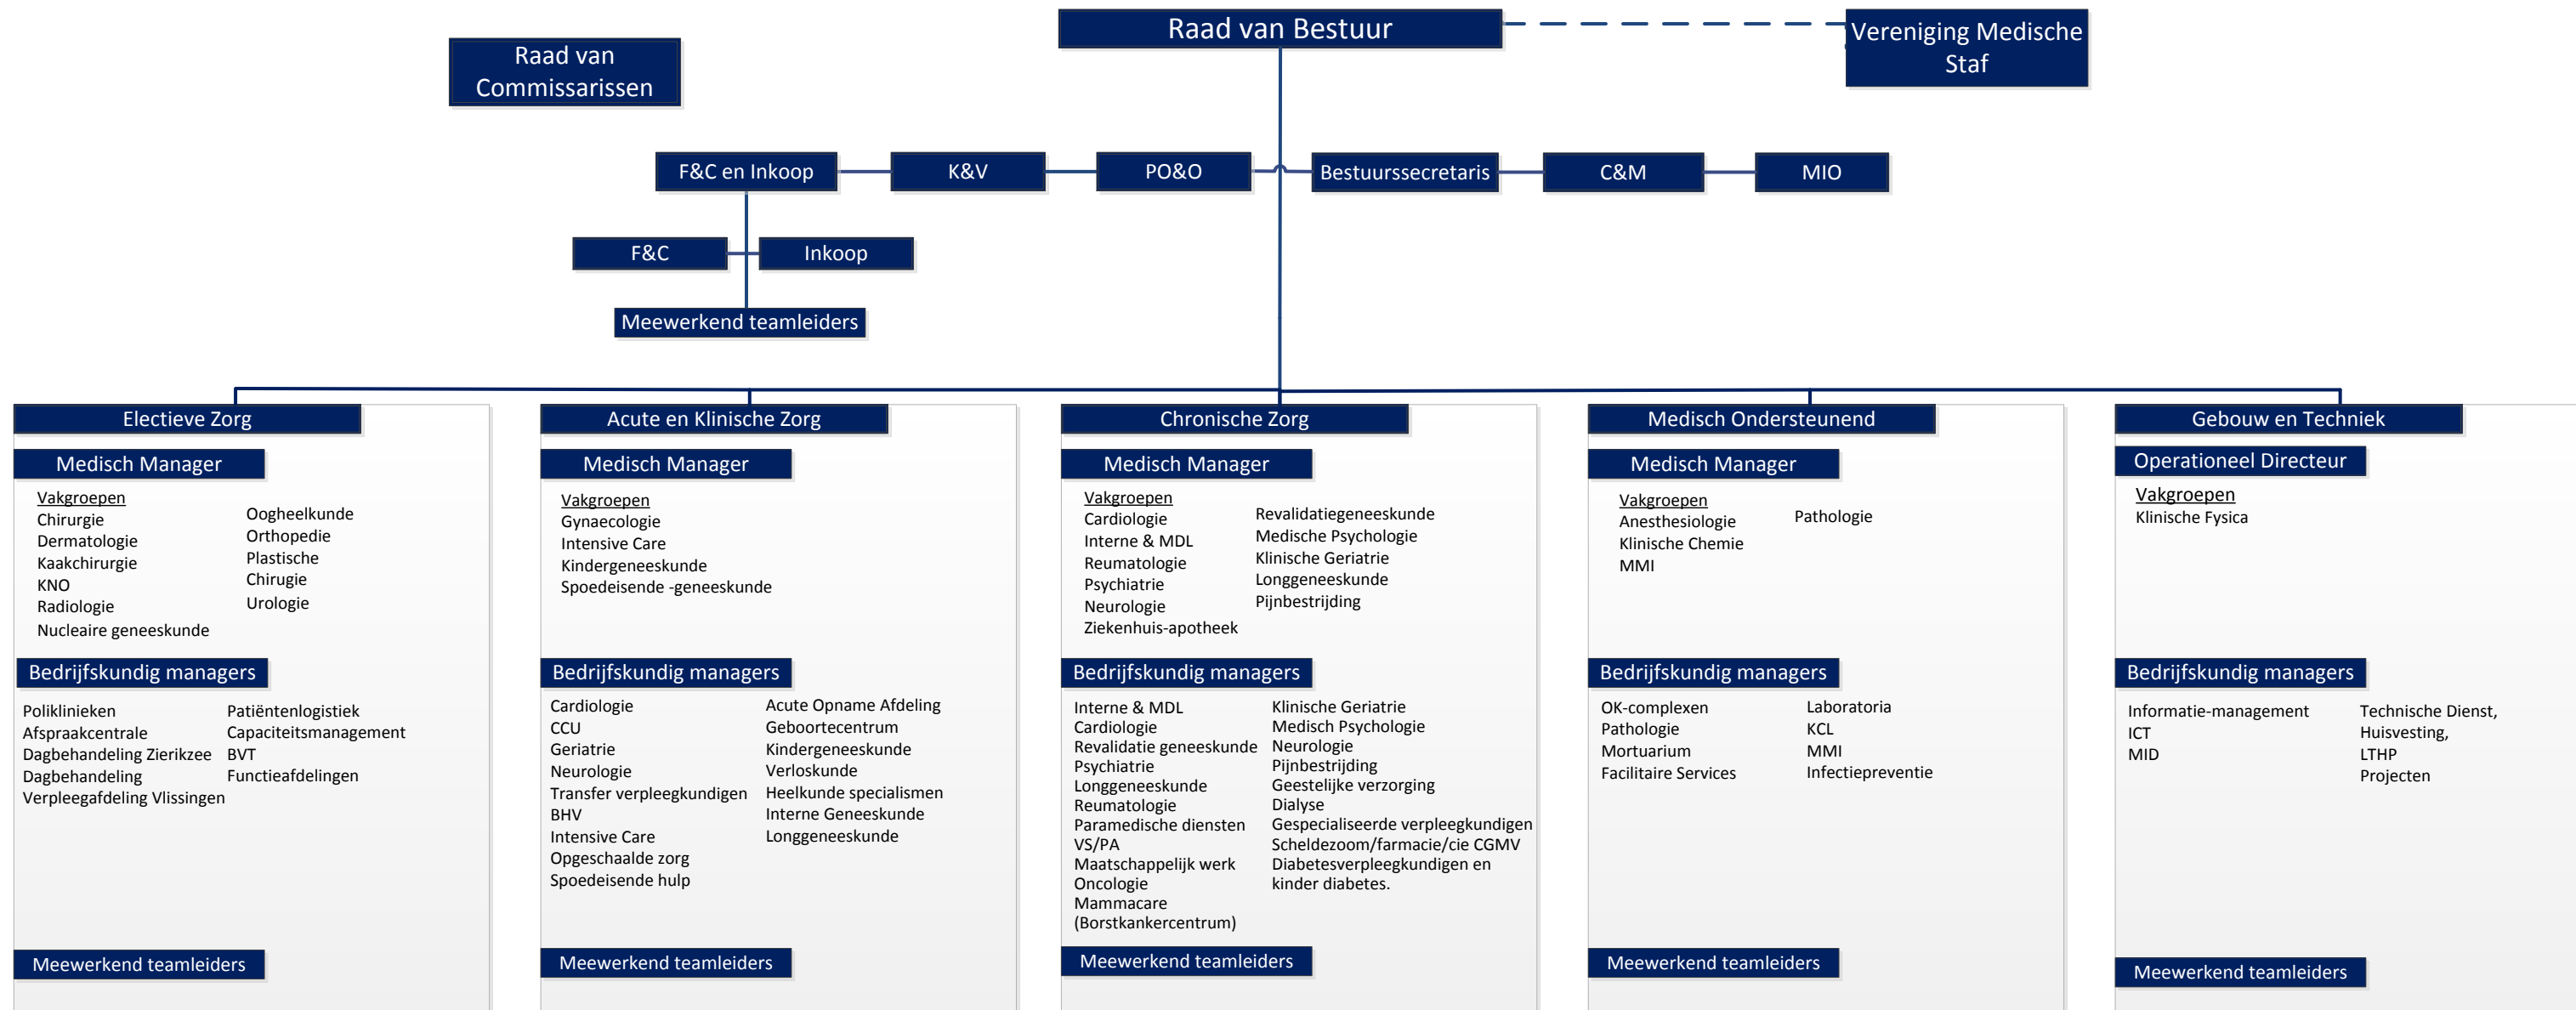 Raad van Bestuur
Vereniging Medische
Staf
Raad van
Commissarissen
F&C en Inkoop
K&V
PO&O
Bestuurssecretaris
C&M
MIO
F&C
Inkoop
Meewerkend teamleiders
Electieve Zorg
Medisch Manager
Vakgroepen
Chirurgie
Dermatologie
Kaakchirurgie
KNO
Radiologie
Nucleaire geneeskunde
Oogheelkunde
Orthopedie
Plastische
Chirugie
Urologie
Bedrijfskundig managers
Poliklinieken
Afspraakcentrale
Dagbehandeling Zierikzee
Dagbehandeling
Verpleegafdeling Vlissingen
Patiëntenlogistiek
Capaciteitsmanagement
BVT
Functieafdelingen
Meewerkend teamleiders
Acute en Klinische Zorg
Medisch Manager
Vakgroepen
Gynaecologie
Intensive Care
Kindergeneeskunde
Spoedeisende -geneeskunde
Bedrijfskundig managers
Cardiologie
CCU
Geriatrie
Neurologie
Transfer verpleegkundigen
BHV
Intensive Care
Opgeschaalde zorg
Spoedeisende hulp
Acute Opname Afdeling
Geboortecentrum
Kindergeneeskunde
Verloskunde
Heelkunde specialismen
Interne Geneeskunde
Longgeneeskunde
Meewerkend teamleiders
Chronische Zorg
Medisch Manager
Vakgroepen
Cardiologie
Interne & MDL
Reumatologie
Psychiatrie
Neurologie
Ziekenhuis-apotheek
Revalidatiegeneeskunde
Medische Psychologie
Klinische Geriatrie
Longgeneeskunde
Pijnbestrijding
Bedrijfskundig managers
Interne & MDL
Cardiologie
Revalidatie geneeskunde
Psychiatrie
Longgeneeskunde
Reumatologie
Paramedische diensten
VS/PA
Maatschappelijk werk
Oncologie
Mammacare
(Borstkankercentrum)
Klinische Geriatrie
Medisch Psychologie
Neurologie
Pijnbestrijding
Geestelijke verzorging
Dialyse
Gespecialiseerde verpleegkundigen
Scheldezoom/farmacie/cie CGMV
Diabetesverpleegkundigen en
kinder diabetes.
Meewerkend teamleiders
Medisch Ondersteunend
Medisch Manager
Vakgroepen
Anesthesiologie
Klinische Chemie
MMI
Pathologie
Bedrijfskundig managers
OK-complexen
Pathologie
Mortuarium
Facilitaire Services
Laboratoria
KCL
MMI
Infectiepreventie
Meewerkend teamleiders
Gebouw en Techniek
Operationeel Directeur
Vakgroepen
Klinische Fysica
Bedrijfskundig managers
Informatie-management
ICT
MID
Technische Dienst,
Huisvesting,
LTHP
Projecten
Meewerkend teamleiders